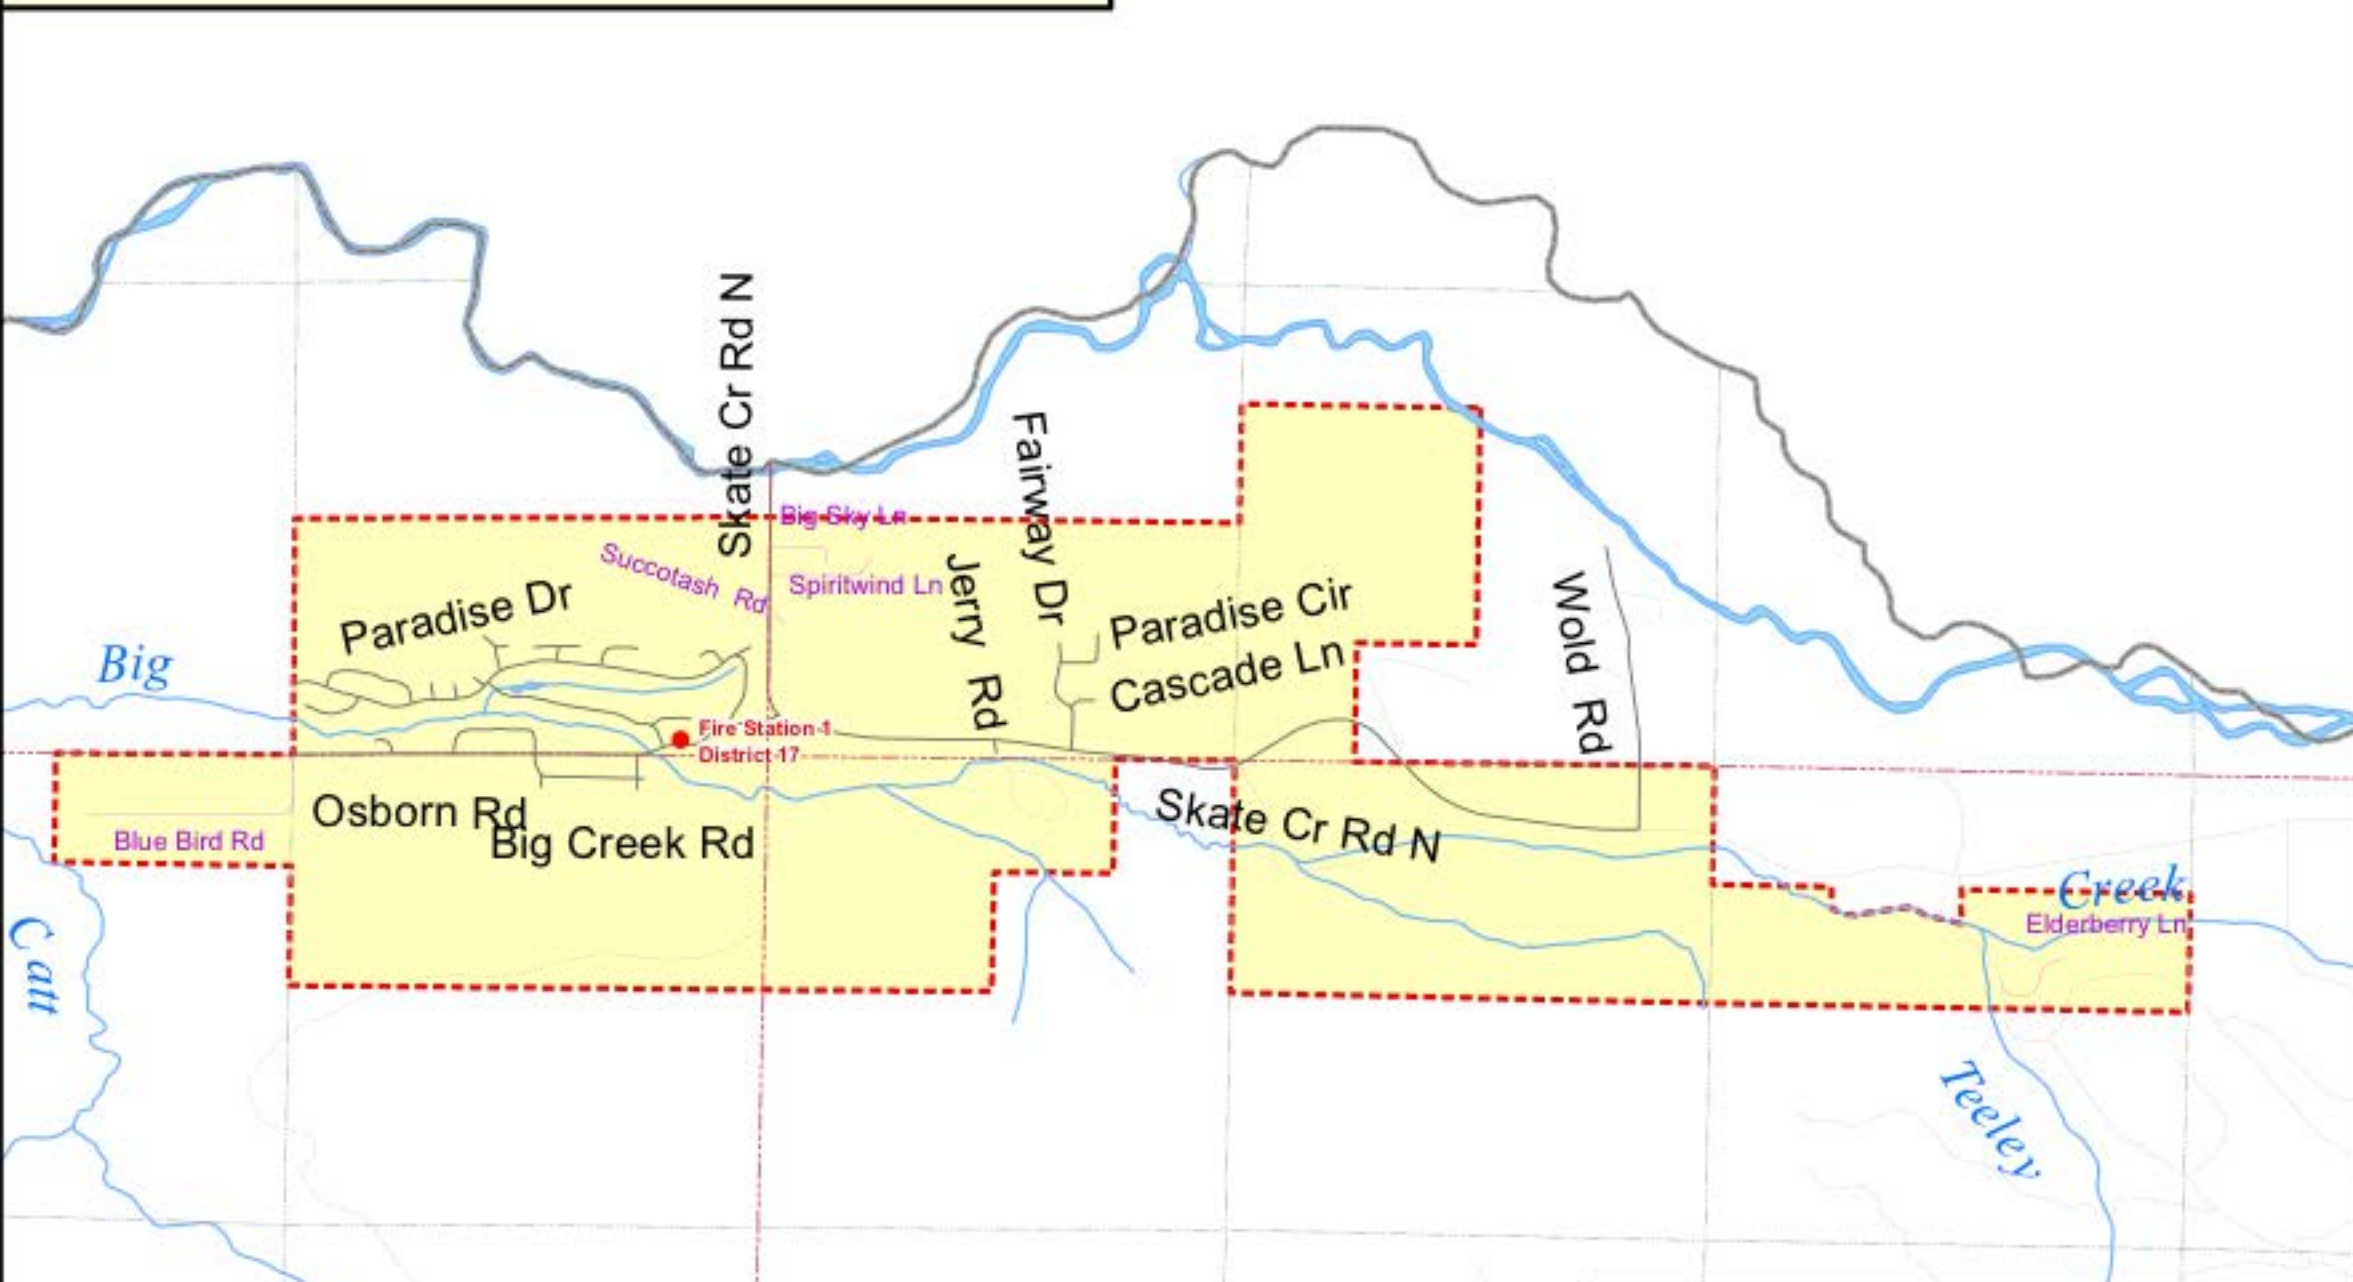 Skate Cr Rd N
Fairway Dr
Big Sky Ln
Succotash Rd
Spiritwind Ln
Jerry Rd
Paradise Dr
Paradise Cir
Cascade Ln
Wold Rd
Big
Fire Station 1
District 17
Osborn Rd
Big Creek Rd
Blue Bird Rd
Skate Cr Rd N
Creek
Elderberry Ln
Catt
Teeley